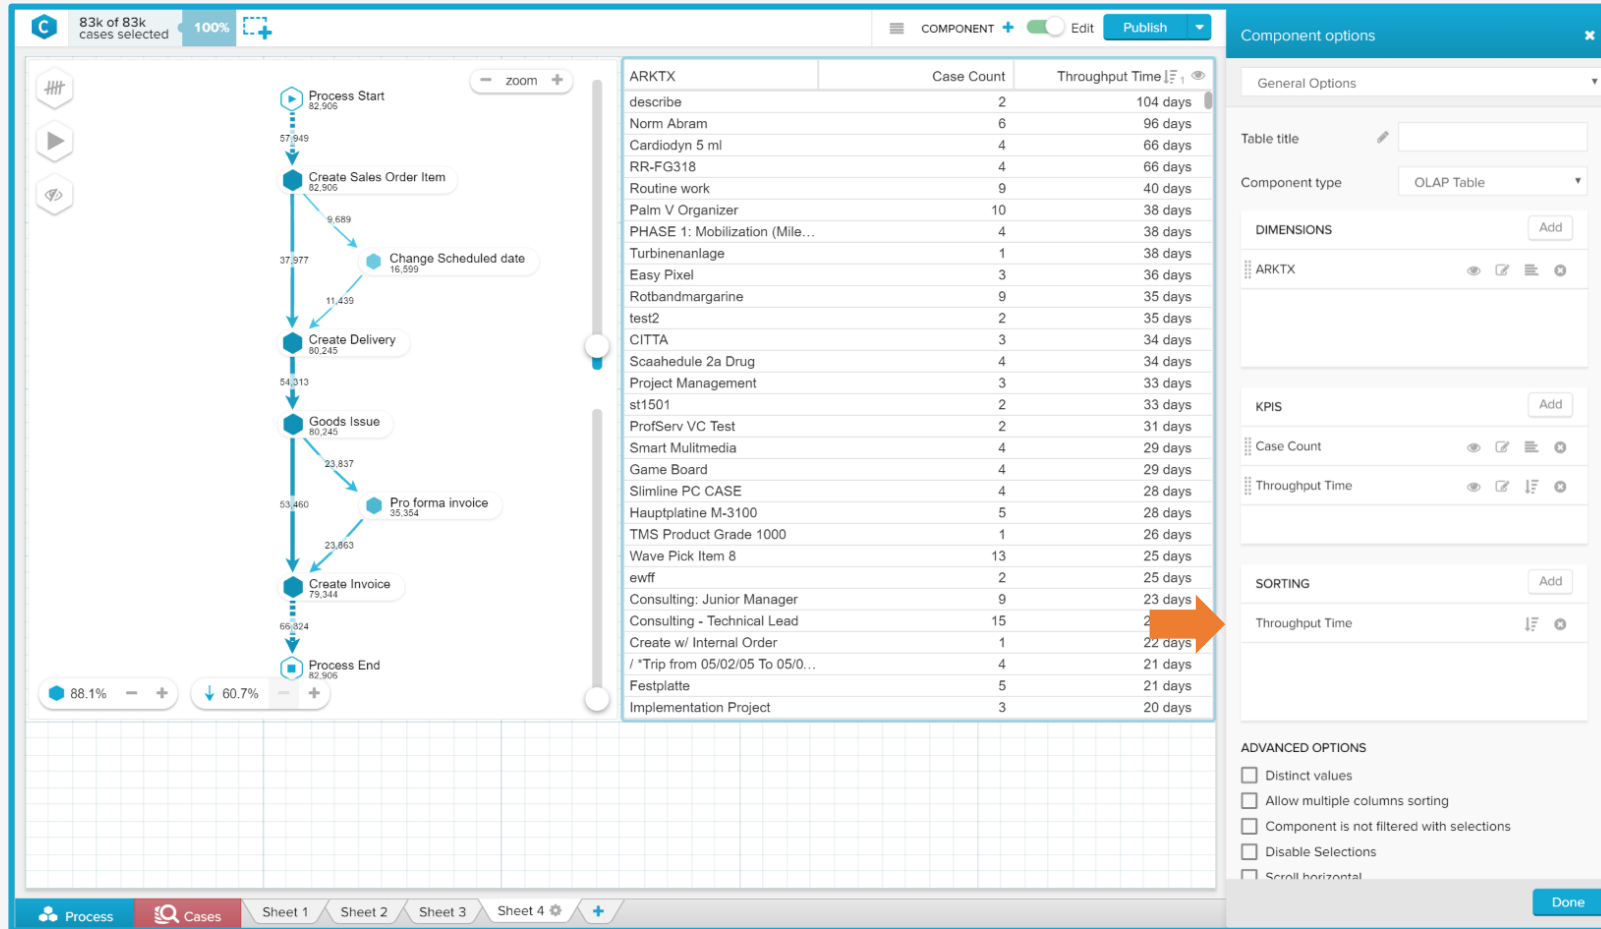 C
83k of 83k
cases selected
100%
COMPONENT +
Edit
Publish
Component options
General Options
Table title
Component type
OLAP Table
DIMENSIONS
Add
ARKTX
KPIS
Add
Case Count
Throughput Time
SORTING
Add
Throughput Time
ADVANCED OPTIONS
Distinct values
Allow multiple columns sorting
Component is not filtered with selections
Disable Selections
Scroll horizontal
Done
zoom
Process Start
82,906
57,949
Create Sales Order Item
82,906
9,689
37,977
Change Scheduled date
16,599
11,439
Create Delivery
80,245
54,313
Goods Issue
80,245
23,837
53,460
Pro forma invoice
35,354
23,863
Create Invoice
79,344
66,324
Process End
82,906
88.1%
60.7%
ARKTX Case Count Throughput Time 1
describe 2 104 days
Norm Abram 6 96 days
Cardiodyn 5 ml 4 66 days
RR-FG318 4 66 days
Routine work 9 40 days
Palm V Organizer 10 38 days
PHASE 1: Mobilization (Mile... 4 38 days
Turbinenanlage 1 38 days
Easy Pixel 3 36 days
Rotbandmargarine 9 35 days
test2 2 35 days
CITTA 3 34 days
Scaahedule 2a Drug 4 34 days
Project Management 3 33 days
st1501 2 33 days
ProfServ VC Test 2 31 days
Smart Mulitmedia 4 29 days
Game Board 4 29 days
Slimline PC CASE 4 28 days
Hauptplatine M-3100 5 28 days
TMS Product Grade 1000 1 26 days
Wave Pick Item 8 13 25 days
ewff 2 25 days
Consulting: Junior Manager 9 23 days
Consulting - Technical Lead 15
Create w/ Internal Order 1 22 days
/ *Trip from 05/02/05 To 05/0... 4 21 days
Festplatte 5 21 days
Implementation Project 3 20 days
Process
Cases
Sheet 1
Sheet 2
Sheet 3
Sheet 4